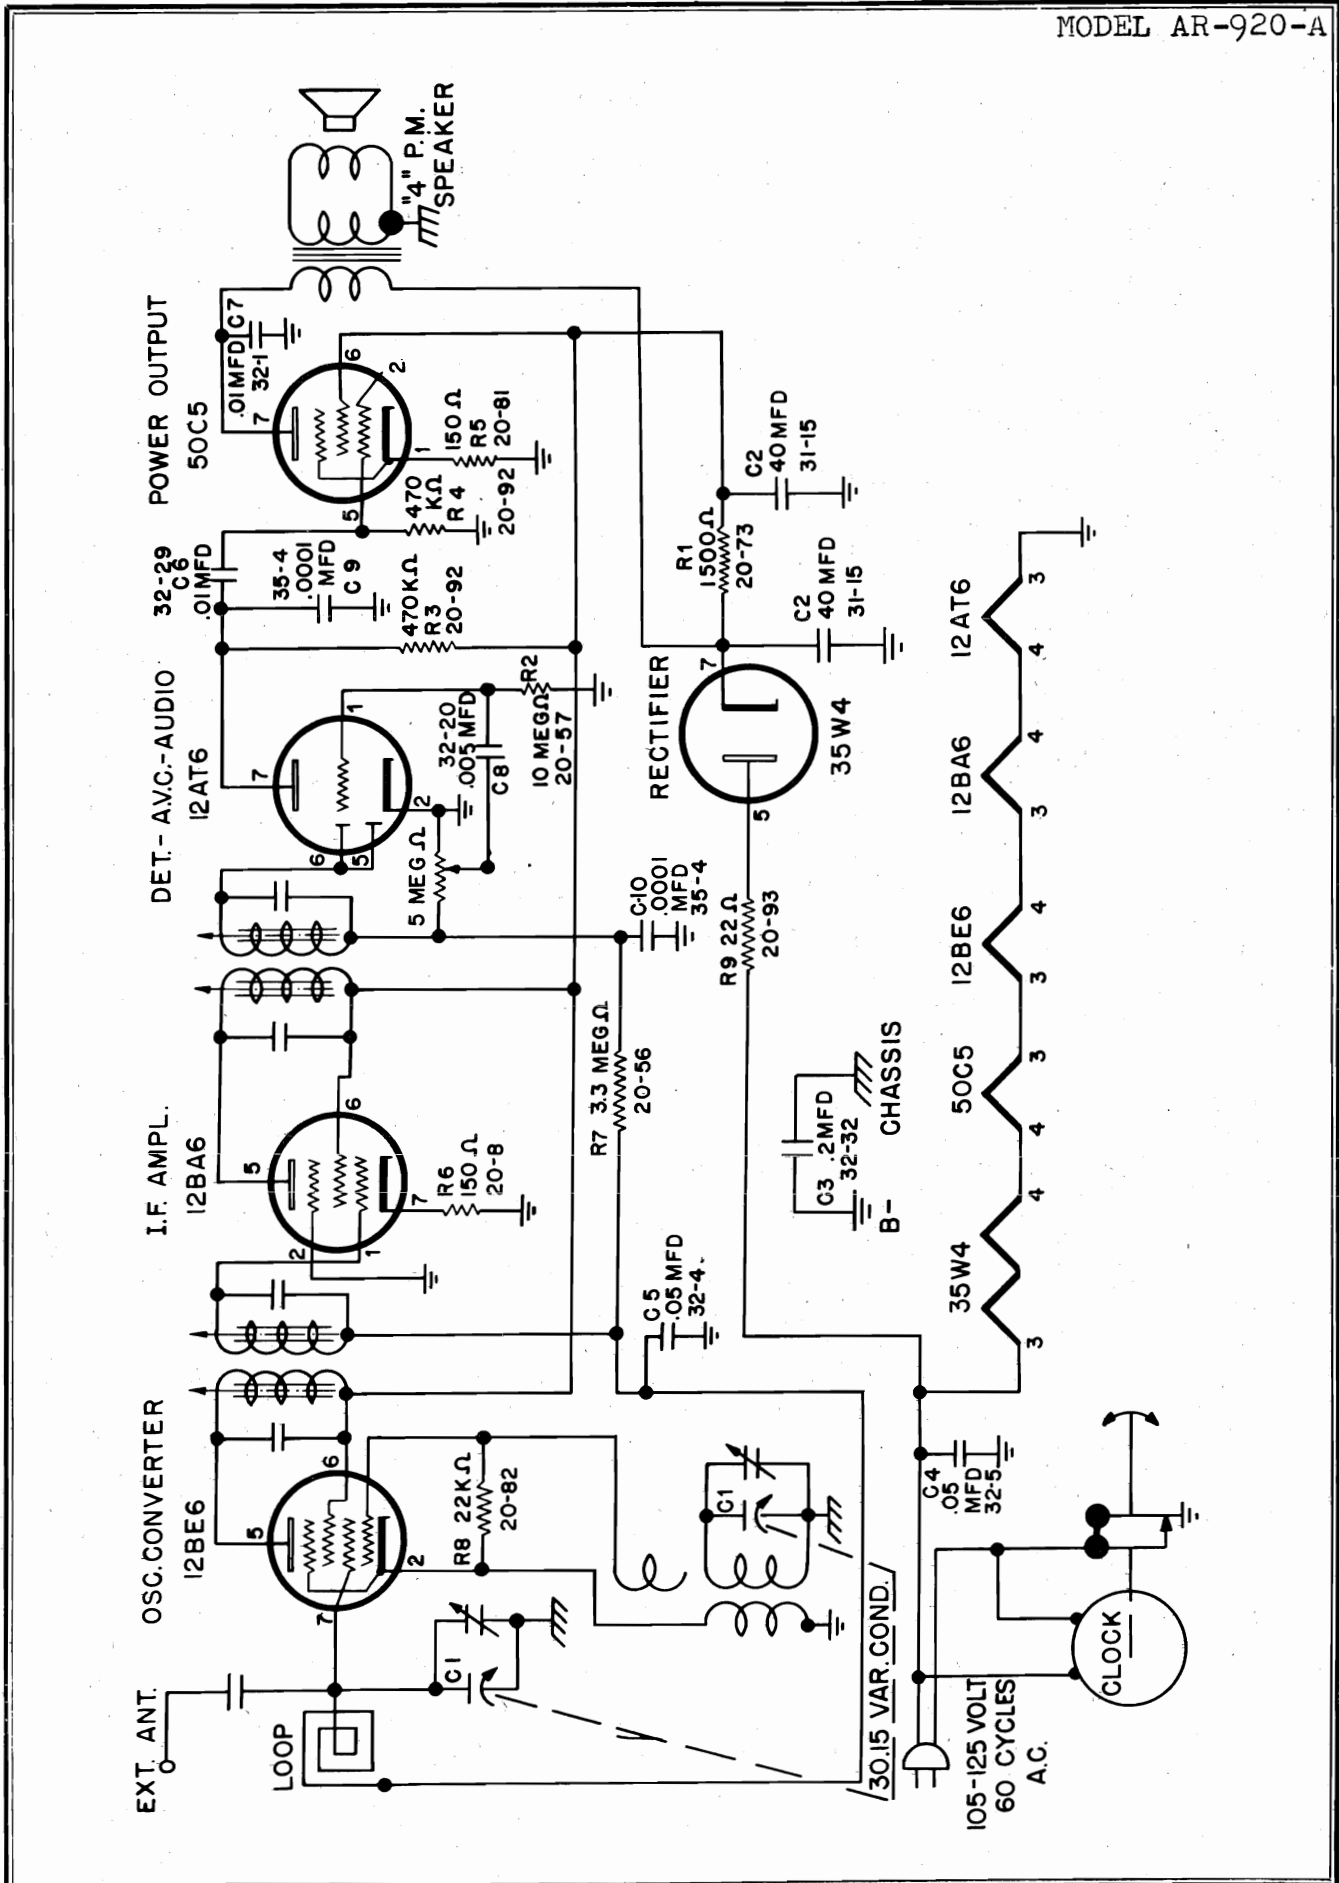 MODEL AR-920-A
EXT. ANT.
LOOP
OSC. CONVERTER
12BE6
5
6
7
2
R8 22KΩ
20-82
C1
C1
30.15 VAR. COND.
I.F. AMPL.
12BA6
5
6
2
1
7
R6
150Ω
20-8
R7 3.3 MEGΩ
20-56
C5
.05 MFD
32-4
DET.-A.V.C.-AUDIO
12AT6
7
1
6
5
2
5 MEGΩ
32-20
.005 MFD
C8
10 MEGΩ
R2
20-57
C-10
.0001
MFD
35-4
470KΩ
R3
20-92
32-29
C6
.01MFD
35-4
.0001
MFD
C9
POWER OUTPUT
50C5
7
6
2
5
1
.01MFD C7
32-1
470
KΩ
R4
20-92
150Ω
R5
20-81
"4" P.M.
SPEAKER
RECTIFIER
35W4
7
5
R1
1500Ω
20-73
C2
40MFD
31-15
C2
40MFD
31-15
R9 22Ω
20-93
C3 .2MFD
32-32
B-
CHASSIS
35W4
3
4
50C5
4
3
12BE6
3
4
12BA6
3
4
12AT6
4
3
C4
.05
MFD
32-5
CLOCK
105-125 VOLT
60 CYCLES
A.C.